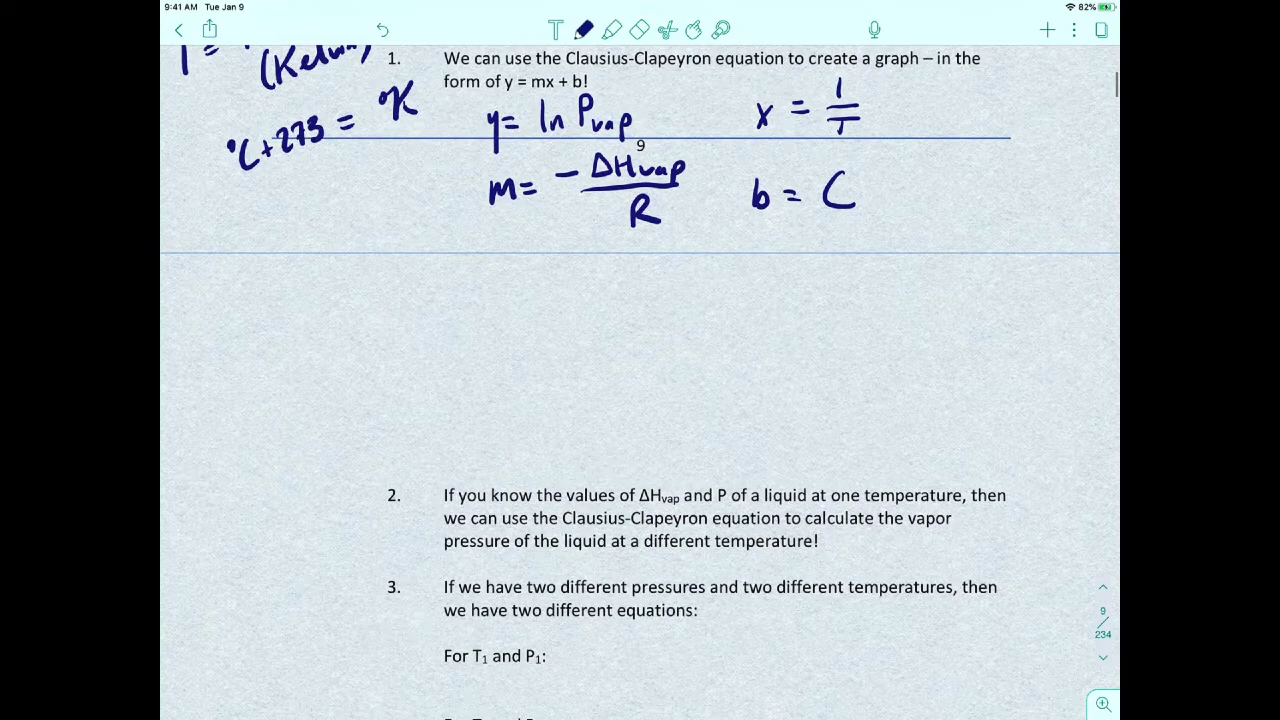 9:41 AM Tue Jan 9
82%
T =
(Kelvin)
1. We can use the Clausius-Clapeyron equation to create a graph – in the
form of y = mx + b!
°C + 273 = °K
y = ln Pvap
x = 1/T
9
m = -ΔHvap/R
b = C
2. If you know the values of ΔHvap and P of a liquid at one temperature, then
we can use the Clausius-Clapeyron equation to calculate the vapor
pressure of the liquid at a different temperature!
3. If we have two different pressures and two different temperatures, then
we have two different equations:
9
/
234
For T₁ and P₁: